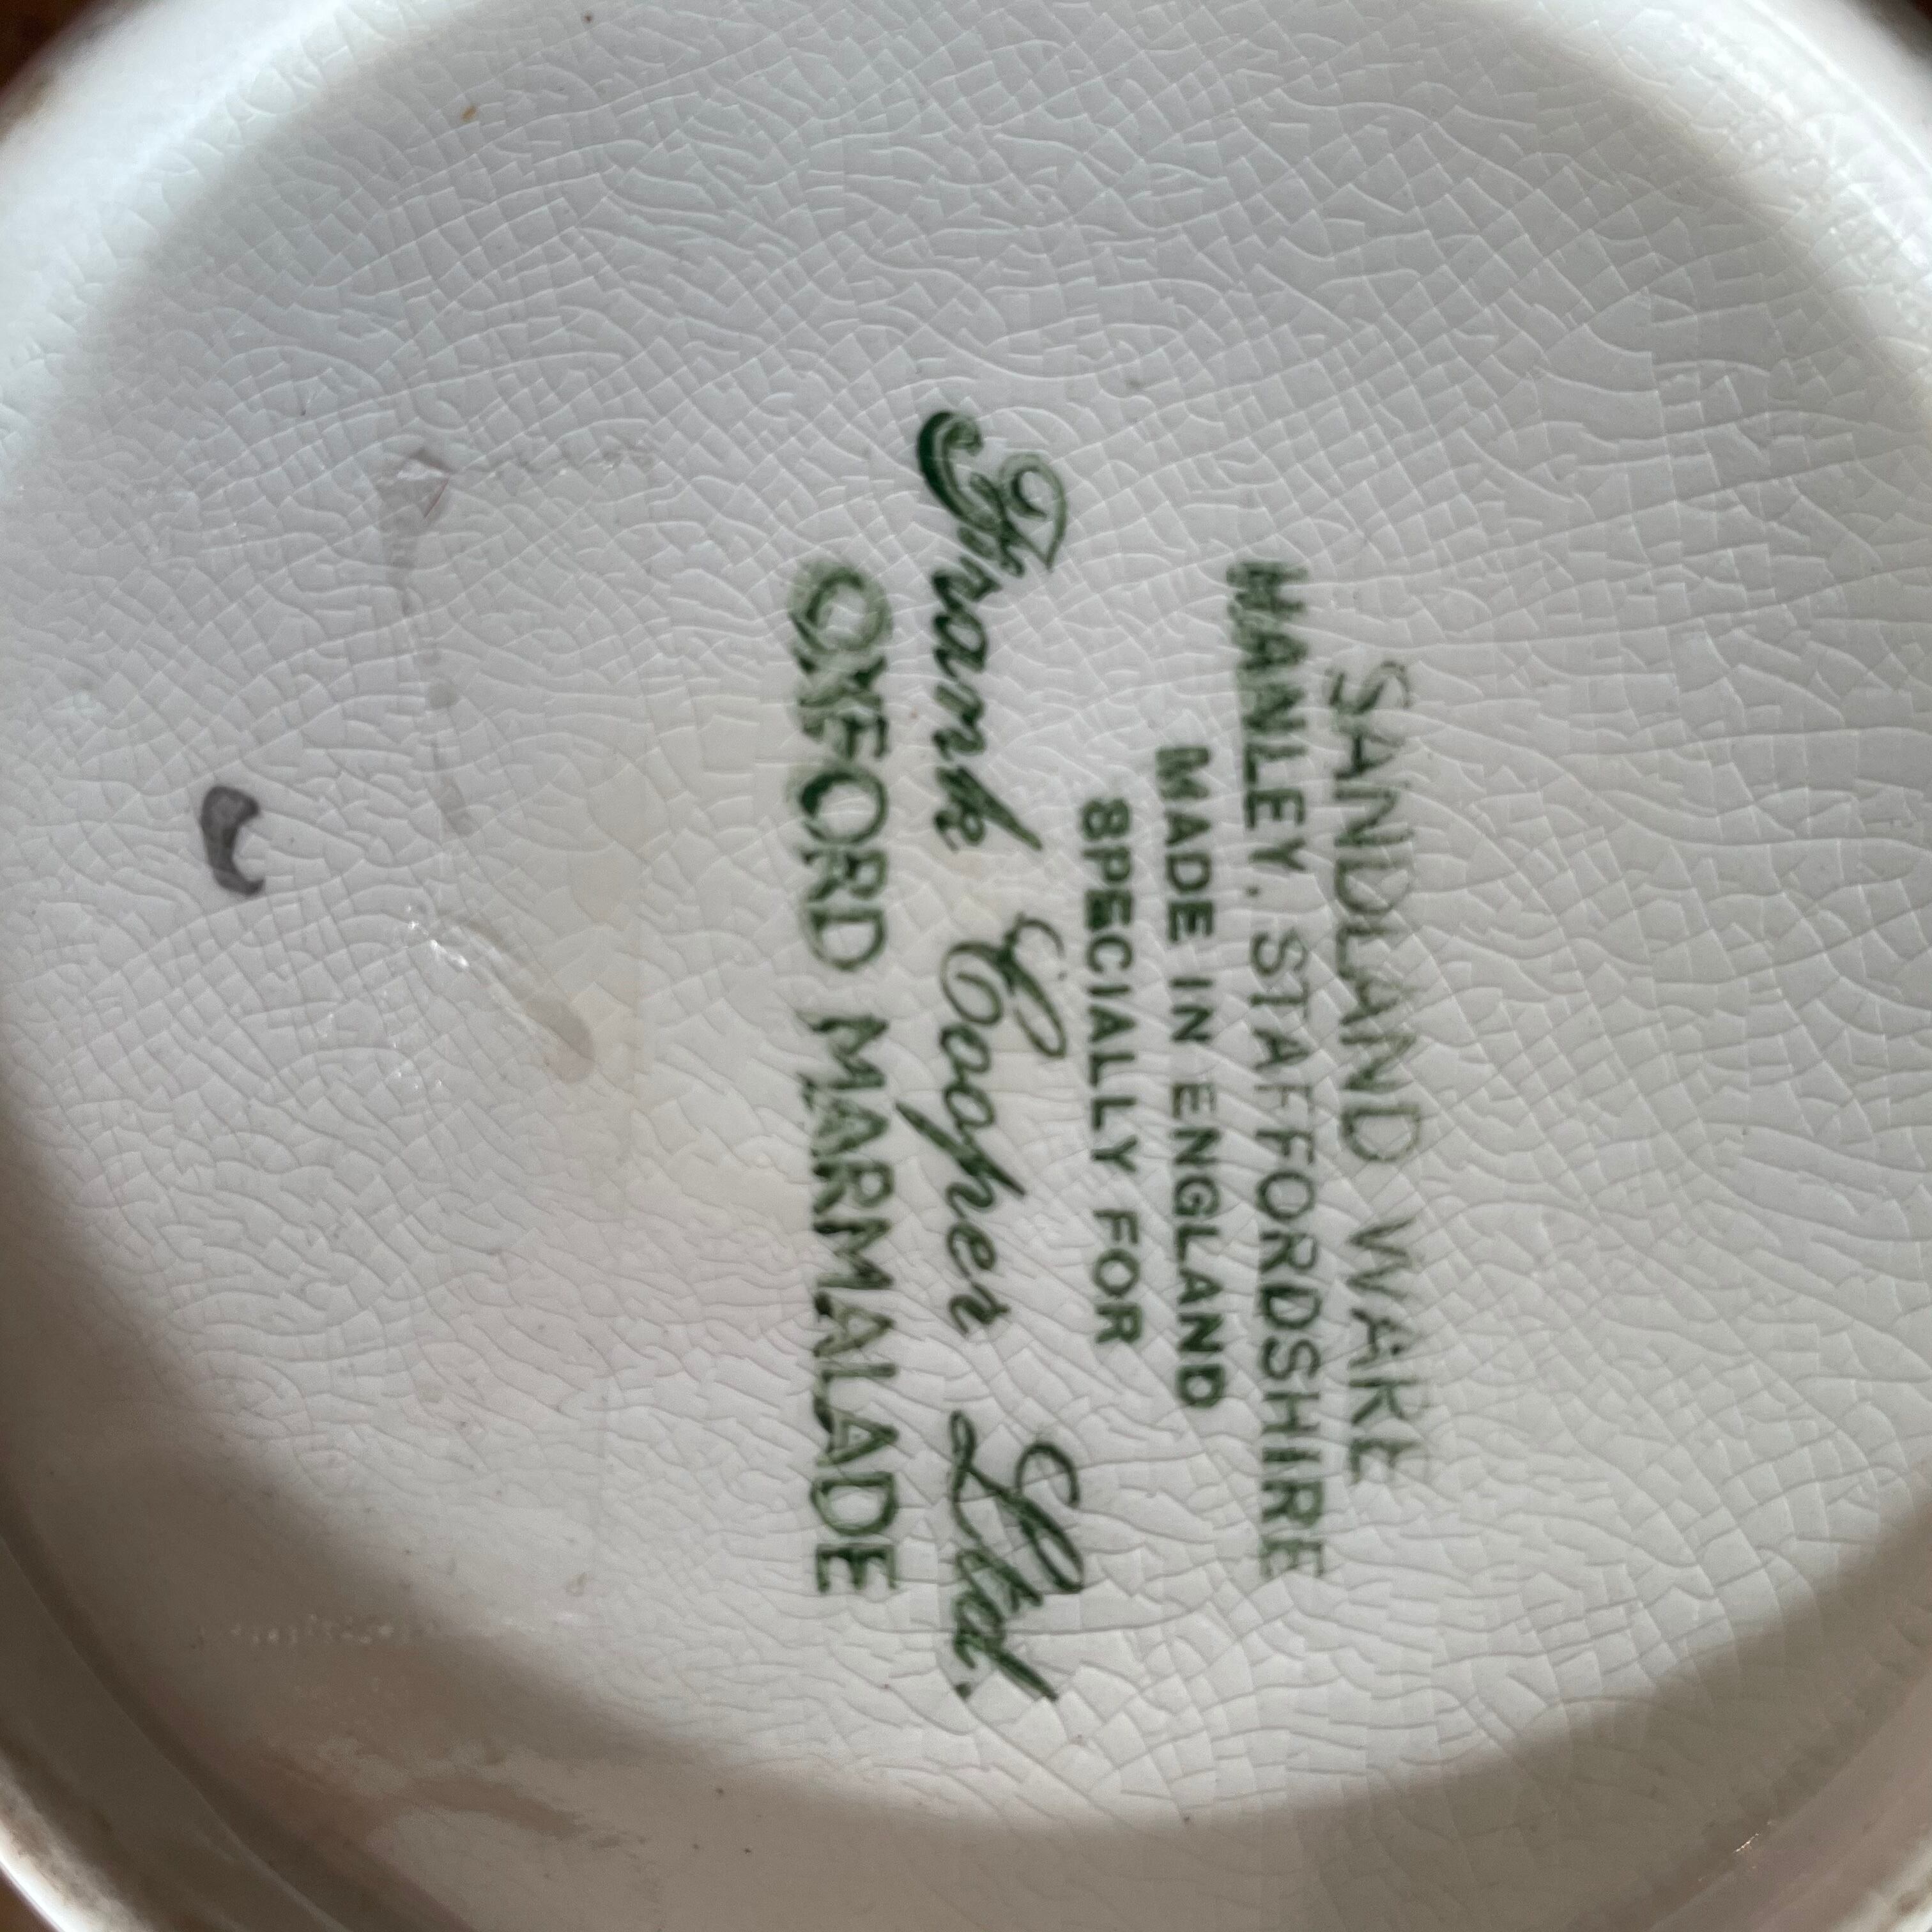 SANDLAND WARE
HANLEY. STAFFORDSHIRE
MADE IN ENGLAND
SPECIALLY FOR
Frank Cooper Ltd.
OXFORD MARMALADE